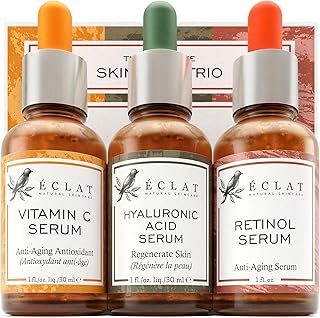 SKIN TRIO
ÉCLAT
NATURAL SKINCARE
VITAMIN C
SERUM
Anti-Aging Antioxidant
(Antioxydant anti-âge)
1 fl./oz. liq./30 ml ℮
ÉCLAT
NATURAL SKINCARE
HYALURONIC
ACID
SERUM
Regenerate Skin
(Régénère la peau)
1 fl./oz. liq./30 ml ℮
ÉCLAT
NATURAL SKINCARE
RETINOL
SERUM
Anti-Aging Serum
1 fl. oz.